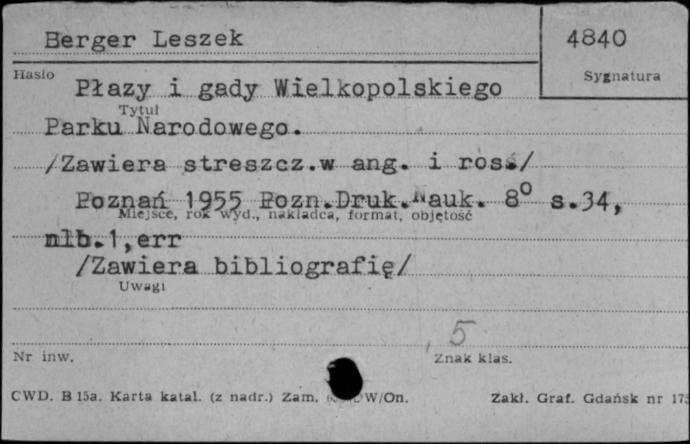 Berger Leszek
4840
Hasło
Sygnatura
Płazy i gady Wielkopolskiego
Tytuł
Parku Narodowego.
/Zawiera streszcz.w ang. i ros./
Poznań 1955 Pozn.Druk.Nauk. 8° s.34,
Miejsce, rok wyd., nakładca, format, objętość
nlb.1,err
/Zawiera bibliografię/
Uwagi
5
Nr inw.
Znak klas.
CWD. B 15a. Karta katal. (z nadr.) Zam. W/On.
Zakł. Graf. Gdańsk nr 175